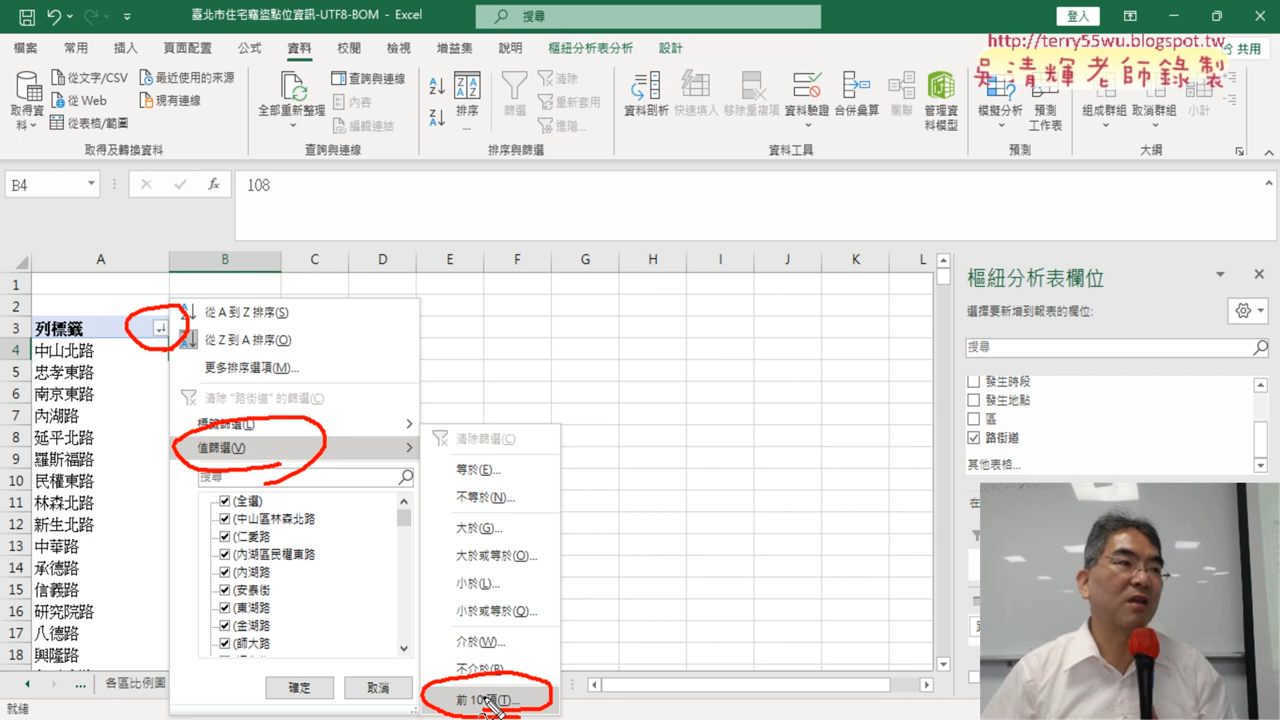 臺北市住宅竊盜點位資訊-UTF8-BOM - Excel
搜尋
登入
檔案 常用 插入 頁面配置 公式 資料 校閱 檢視 增益集 說明 樞紐分析表分析 設計
共用
http://terry55wu.blogspot.tw
吳清輝老師錄製
取得資料
從文字/CSV
從 Web
從表格/範圍
最近使用的來源
現有連線
取得及轉換資料
全部重新整理
查詢與連線
內容
編輯連結
查詢與連線
排序...
篩選
清除
重新套用
進階...
排序與篩選
資料剖析
快速填入
移除重複項
資料驗證
合併彙算
關聯
管理資料模型
資料工具
模擬分析
預測工作表
預測
組成群組
取消群組
小計
大綱
B4
fx
108
A B C D E F G H I J K L
1
2
3 列標籤
4 中山北路
5 忠孝東路
6 南京東路
7 內湖路
8 延平北路
9 羅斯福路
10 民權東路
11 林森北路
12 新生北路
13 中華路
14 承德路
15 信義路
16 研究院路
17 八德路
18 興隆路
從 A 到 Z 排序(S)
從 Z 到 A 排序(O)
更多排序選項(M)...
清除 "路街道" 的篩選(C)
標籤篩選(L)
值篩選(V)
搜尋
(全選)
(中山區林森北路
(仁愛路
(內湖區民權東路
(內湖路
(安泰街
(東湖路
(金湖路
(師大路
確定
取消
清除篩選(C)
等於(E)...
不等於(N)...
大於(G)...
大於或等於(O)...
小於(L)...
小於或等於(Q)...
介於(W)...
不介於(B)...
前 10 項(T)...
樞紐分析表欄位
選擇要新增到報表的欄位:
搜尋
發生時段
發生地點
區
路街道
其他表格...
... 各區比例圖
就緒